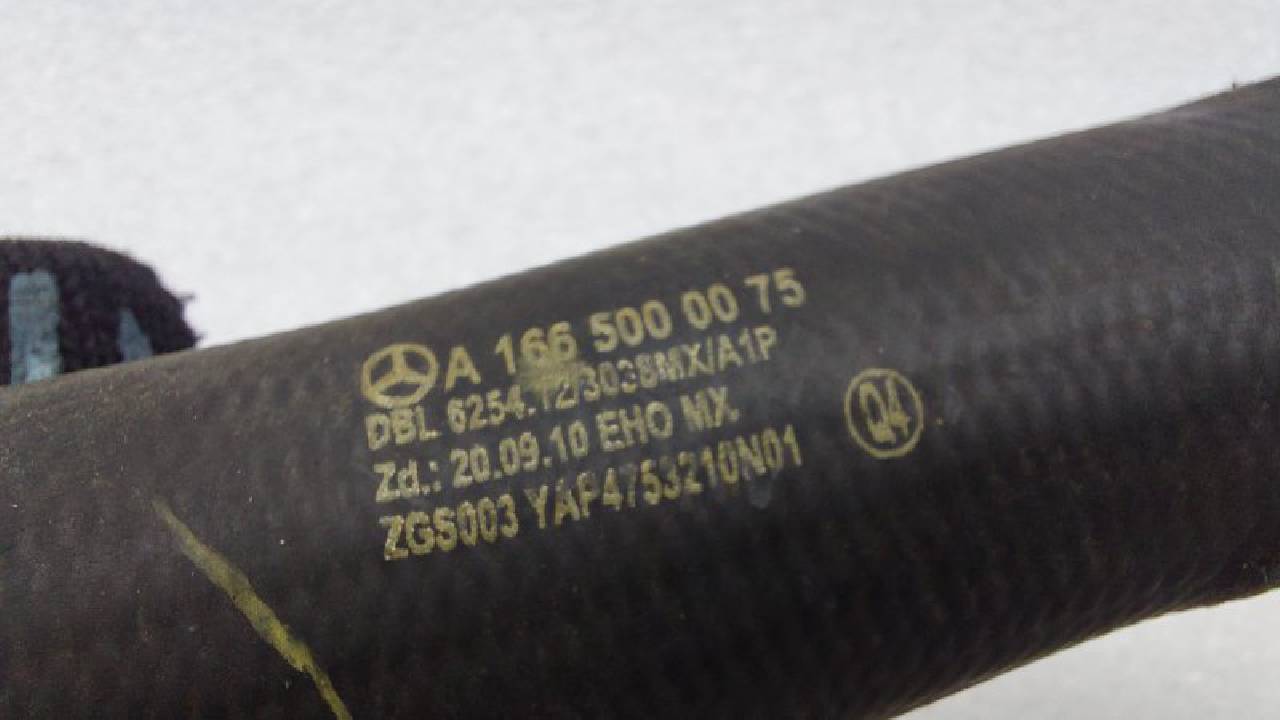 A 166 500 00 75
DBL 6254.12/3038MX/A1P
Zd.: 20.09.10 EHO MX
ZGS003 YAP4753210N01
Q4